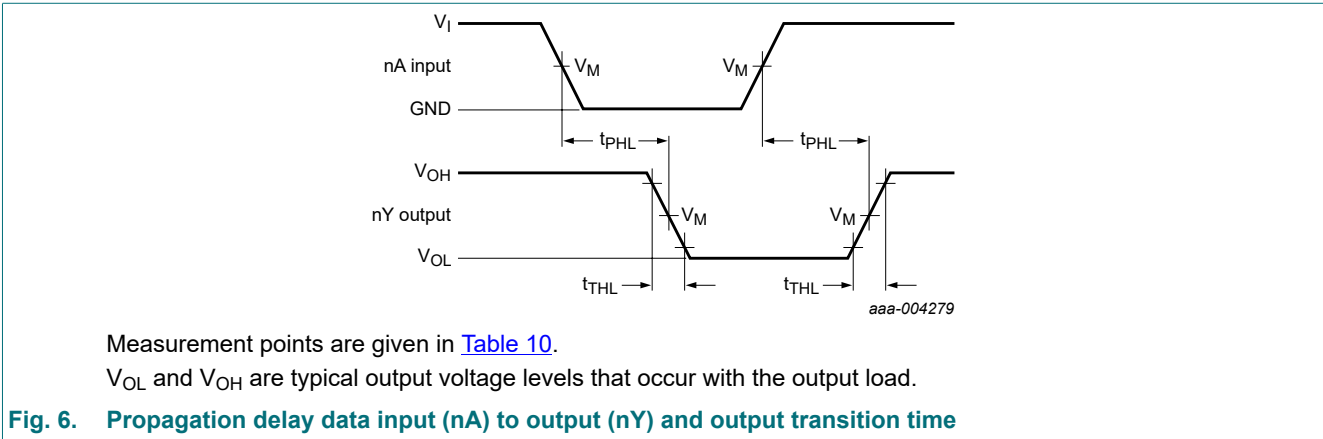 V_I
nA input V_M V_M
GND
t_PHL t_PHL
V_OH
nY output V_M V_M
V_OL
t_THL t_THL
aaa-004279
Measurement points are given in Table 10.
V_OL and V_OH are typical output voltage levels that occur with the output load.
Fig. 6. Propagation delay data input (nA) to output (nY) and output transition time